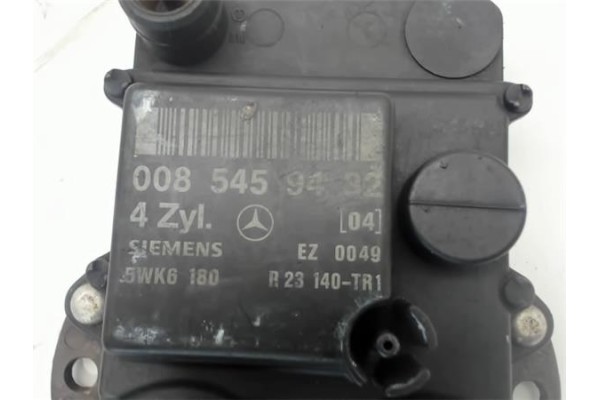 008 545 94 32
4 Zyl. [04]
SIEMENS EZ 0049
5WK6 180 R 23 140-TR1